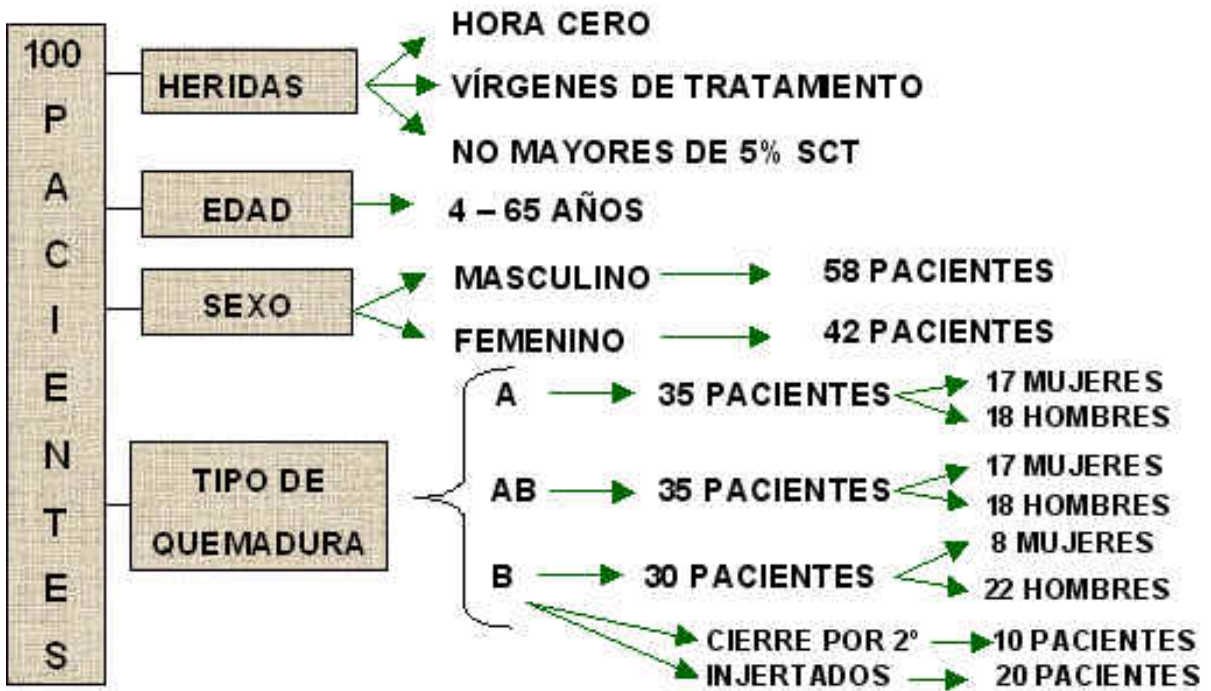 100 PACIENTES
HERIDAS
HORA CERO
VÍRGENES DE TRATAMIENTO
NO MAYORES DE 5% SCT
EDAD
4 – 65 AÑOS
SEXO
MASCULINO
58 PACIENTES
FEMENINO
42 PACIENTES
TIPO DE
QUEMADURA
A
35 PACIENTES
17 MUJERES
18 HOMBRES
AB
35 PACIENTES
17 MUJERES
18 HOMBRES
B
30 PACIENTES
8 MUJERES
22 HOMBRES
CIERRE POR 2º
10 PACIENTES
INJERTADOS
20 PACIENTES